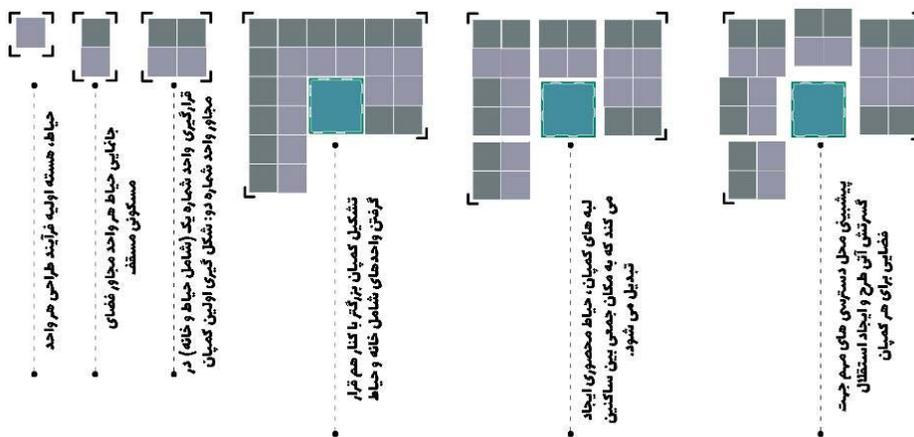 حیاط، هسته اولیه فرآیند طراحی هر واحد
جانمایی حیاط هر واحد مجاور فضای
مسکونی مسقف
قرارگیری واحد شماره یک (شامل حیاط و خانه) در
مجاور واحد شماره دو: شکل گیری اولین کمپان
تشکیل کمپان بزرگتر با کنار هم قرار
گرفتن واحدهای شامل خانه و حیاط
لبه های کمپان، حیاط محصوری ایجاد
می کند که به مکان جمعی بین ساکنین
تبدیل می شود.
پیشبینی محل دسترسی های مهم جهت
گسترش آتی طرح و ایجاد استقلال
فضایی برای هر کمپان